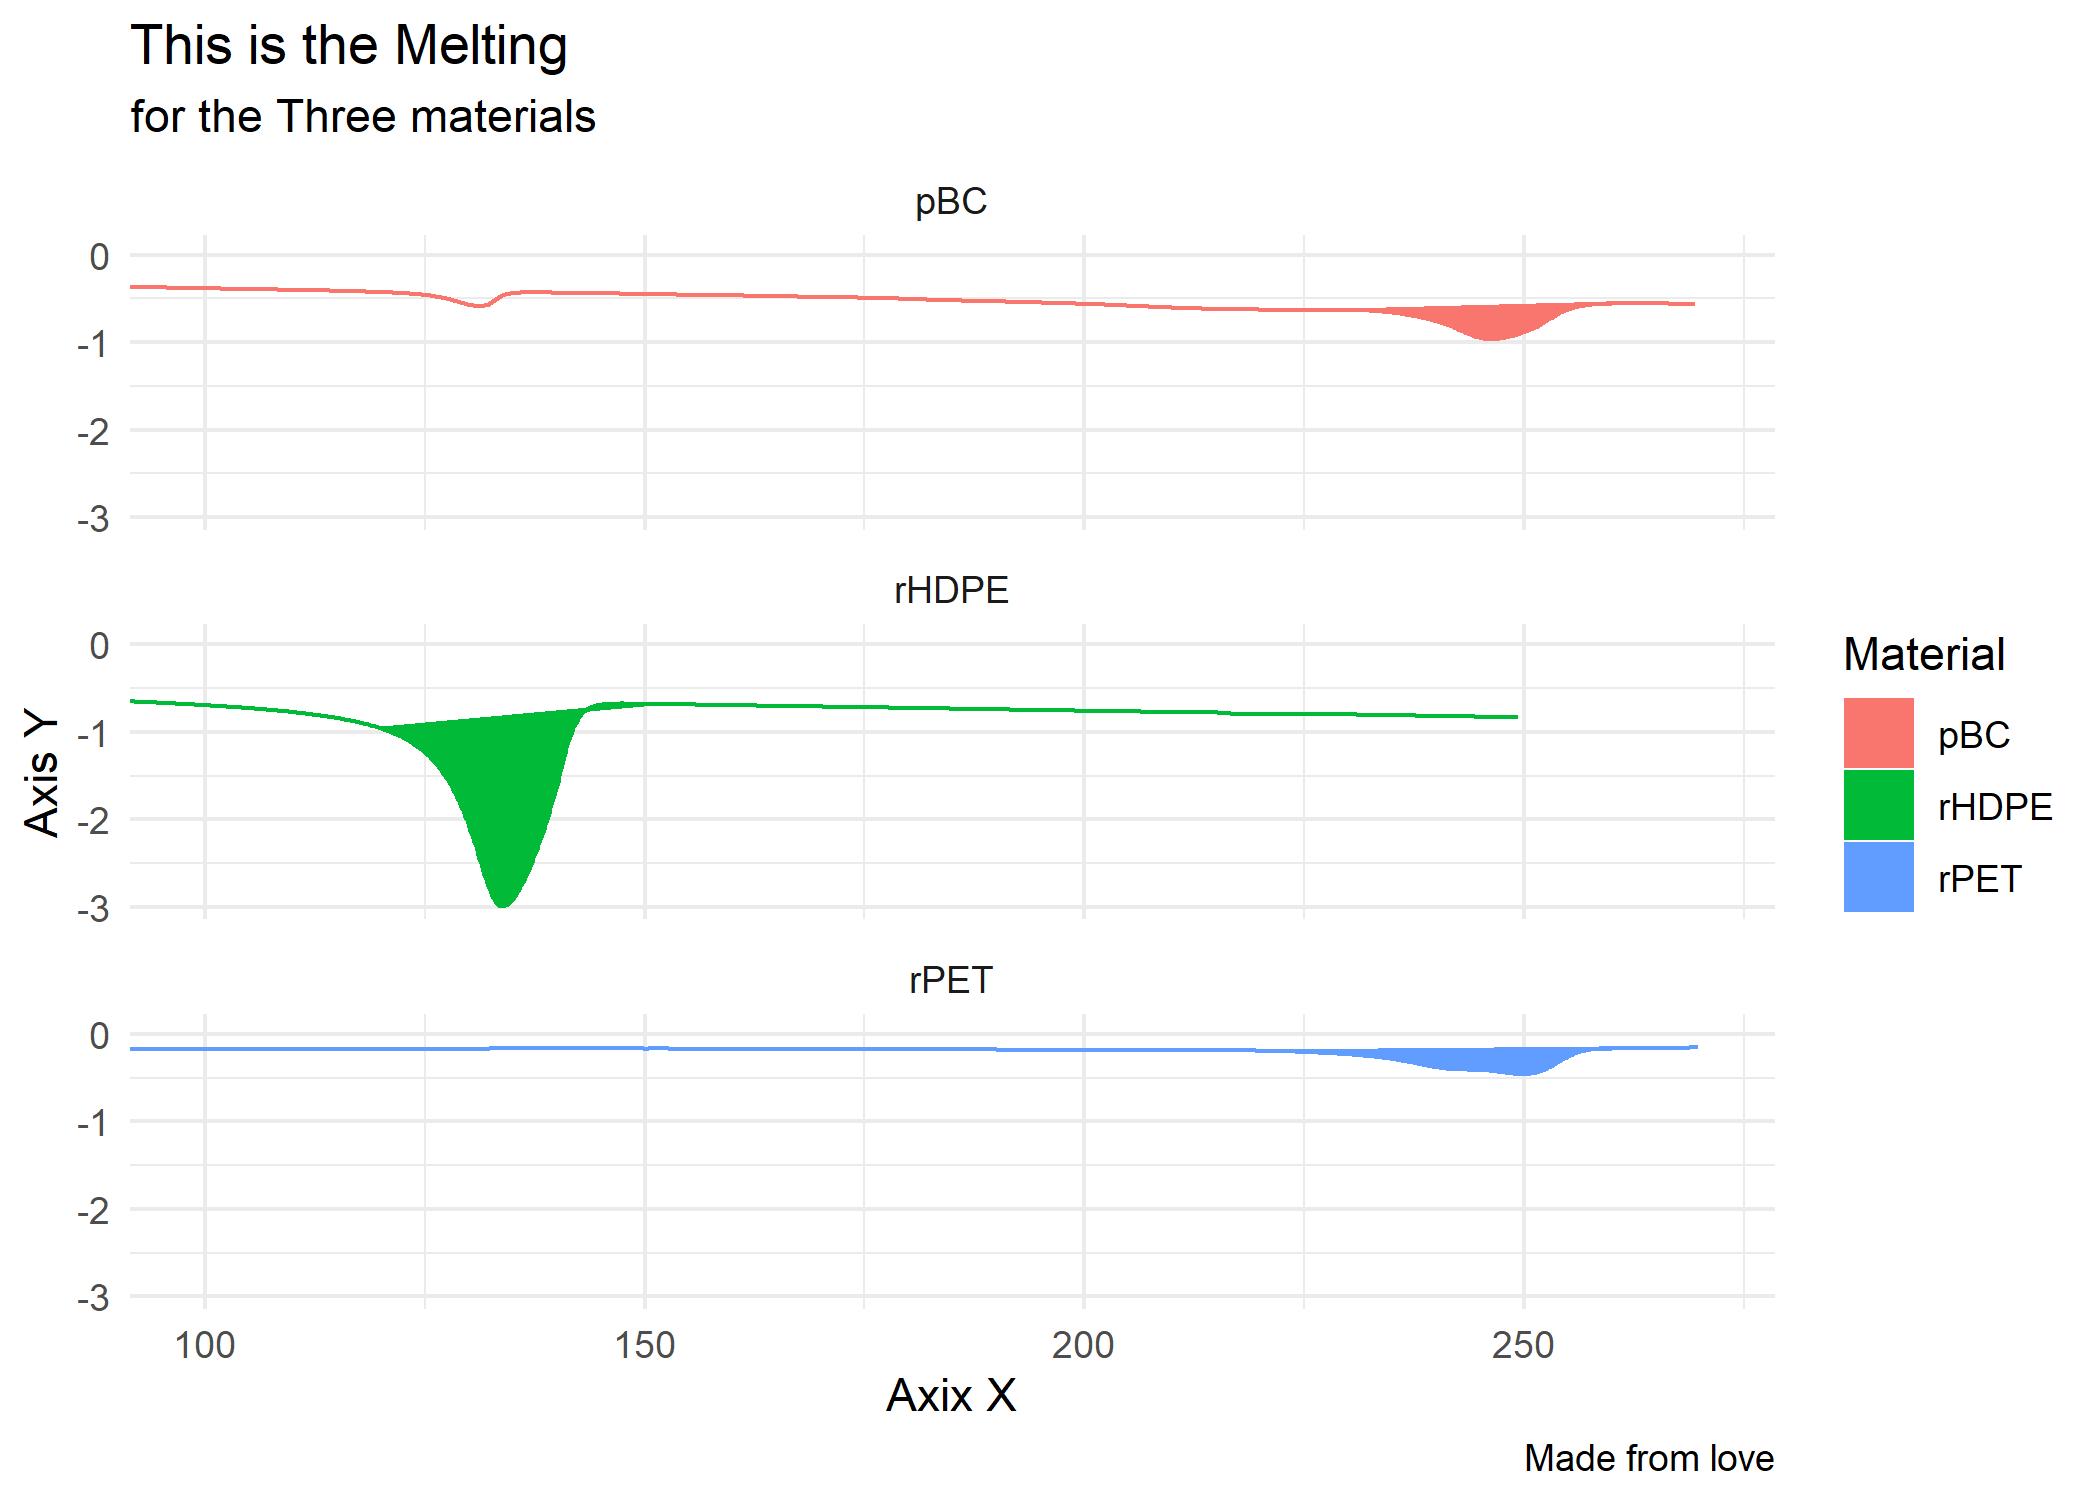 This is the Melting
for the Three materials
pBC
0
-1
-2
-3
rHDPE
0
-1
-2
-3
rPET
0
-1
-2
-3
100 150 200 250
Axix X
Axis Y
Material
pBC
rHDPE
rPET
Made from love